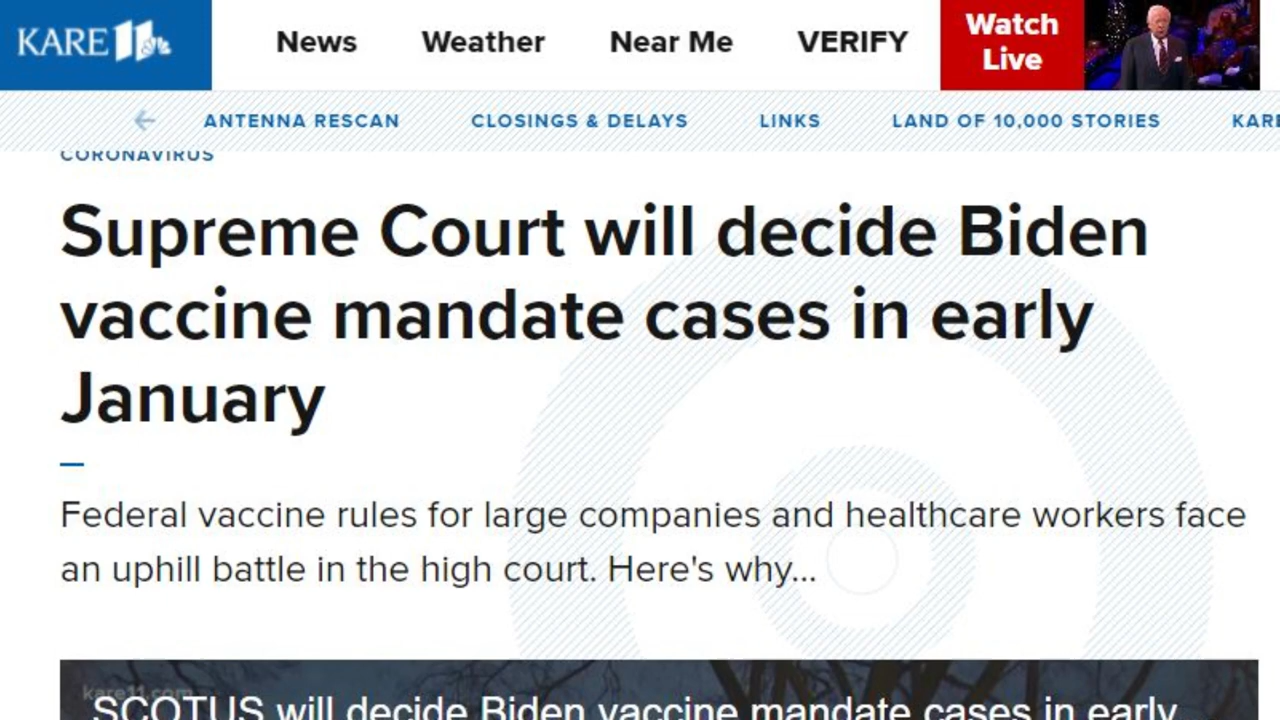 KARE 11
News
Weather
Near Me
VERIFY
Watch
Live
ANTENNA RESCAN
CLOSINGS & DELAYS
LINKS
LAND OF 10,000 STORIES
KARE
CORONAVIRUS
Supreme Court will decide Biden
vaccine mandate cases in early
January
Federal vaccine rules for large companies and healthcare workers face
an uphill battle in the high court. Here's why...
kare11.com
SCOTUS will decide Biden vaccine mandate cases in early